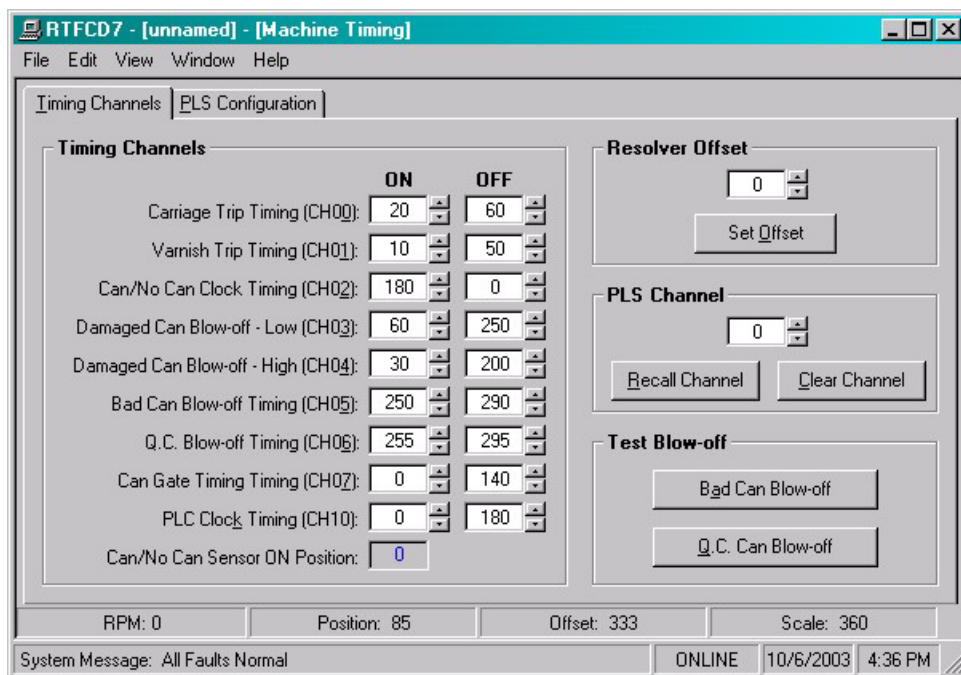 RTFCD7 - [unnamed] - [Machine Timing]
File Edit View Window Help
Timing Channels PLS Configuration
Timing Channels
ON OFF
Carriage Trip Timing (CH00): 20 60
Varnish Trip Timing (CH01): 10 50
Can/No Can Clock Timing (CH02): 180 0
Damaged Can Blow-off - Low (CH03): 60 250
Damaged Can Blow-off - High (CH04): 30 200
Bad Can Blow-off Timing (CH05): 250 290
Q.C. Blow-off Timing (CH06): 255 295
Can Gate Timing Timing (CH07): 0 140
PLC Clock Timing (CH10): 0 180
Can/No Can Sensor ON Position: 0
Resolver Offset
0
Set Offset
PLS Channel
0
Recall Channel Clear Channel
Test Blow-off
Bad Can Blow-off
Q.C. Can Blow-off
RPM: 0 Position: 85 Offset: 333 Scale: 360
System Message: All Faults Normal ONLINE 10/6/2003 4:36 PM